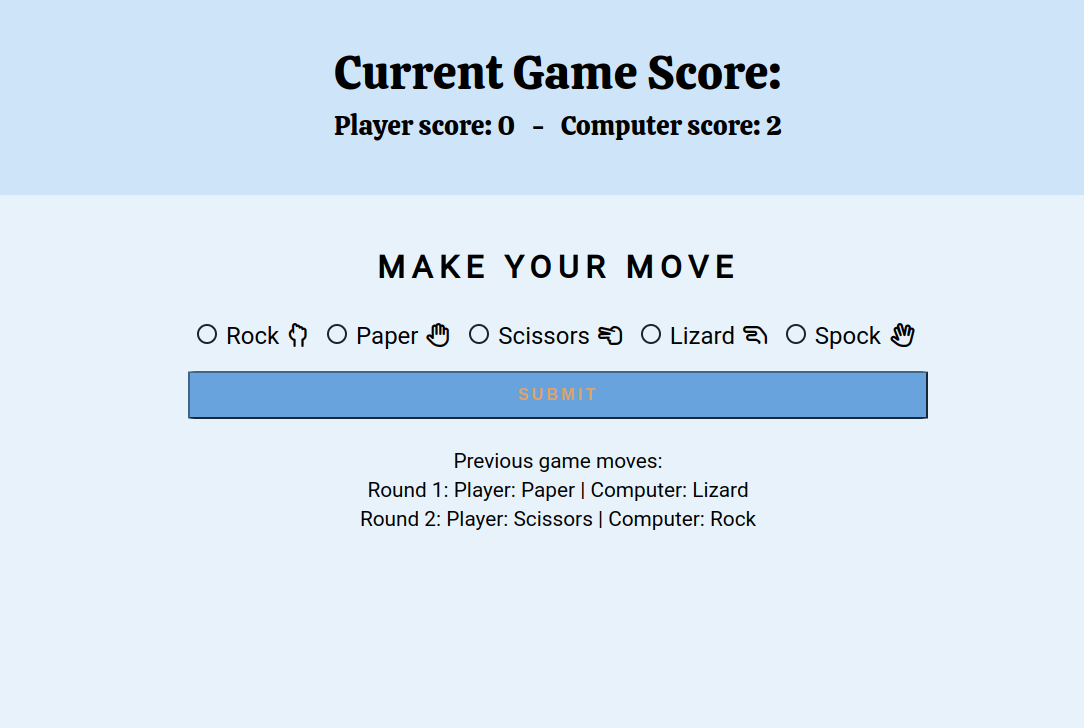 Current Game Score:
Player score: 0 - Computer score: 2
MAKE YOUR MOVE
Rock Paper Scissors Lizard Spock
SUBMIT
Previous game moves:
Round 1: Player: Paper | Computer: Lizard
Round 2: Player: Scissors | Computer: Rock